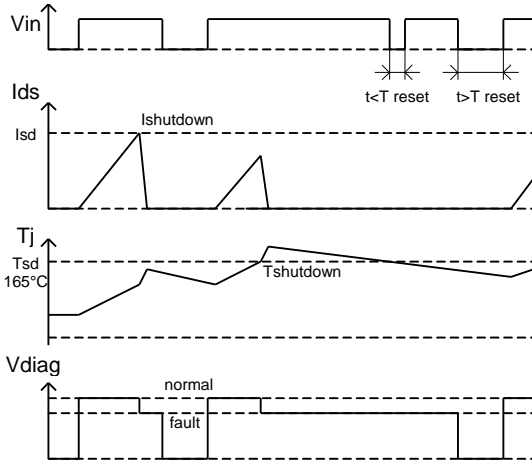 Vin
t<T reset
t>T reset
Ids
Ishutdown
Isd
Tj
Tsd
165°C
Tshutdown
Vdiag
normal
fault